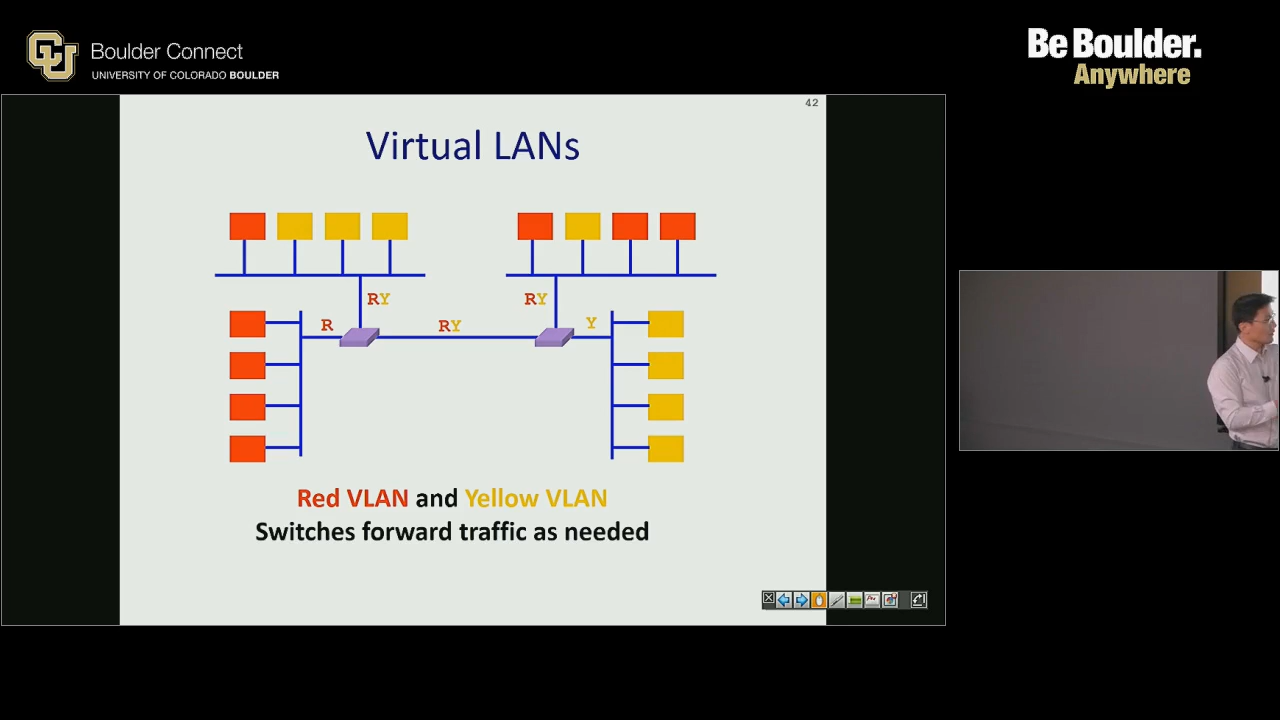 Boulder Connect
UNIVERSITY OF COLORADO BOULDER
Be Boulder.
Anywhere
42
Virtual LANs
RY
RY
R
RY
Y
Red VLAN and Yellow VLAN
Switches forward traffic as needed